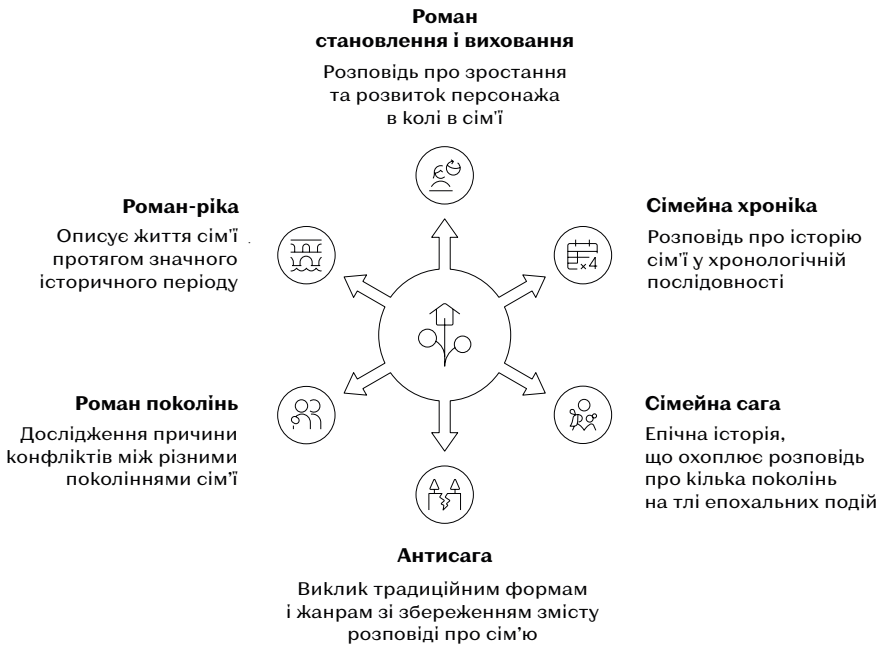 Роман
становлення і виховання
Розповідь про зростання
та розвиток персонажа
в колі в сім’ї
Роман-ріка
Описує життя сім’ї
протягом значного
історичного періоду
Сімейна хроніка
Розповідь про історію
сім’ї у хронологічній
послідовності
×4
Роман поколінь
Дослідження причини
конфліктів між різними
поколіннями сім’ї
Сімейна сага
Епічна історія,
що охоплює розповідь
про кілька поколінь
на тлі епохальних подій
Антисага
Виклик традиційним формам
і жанрам зі збереженням змісту
розповіді про сім’ю